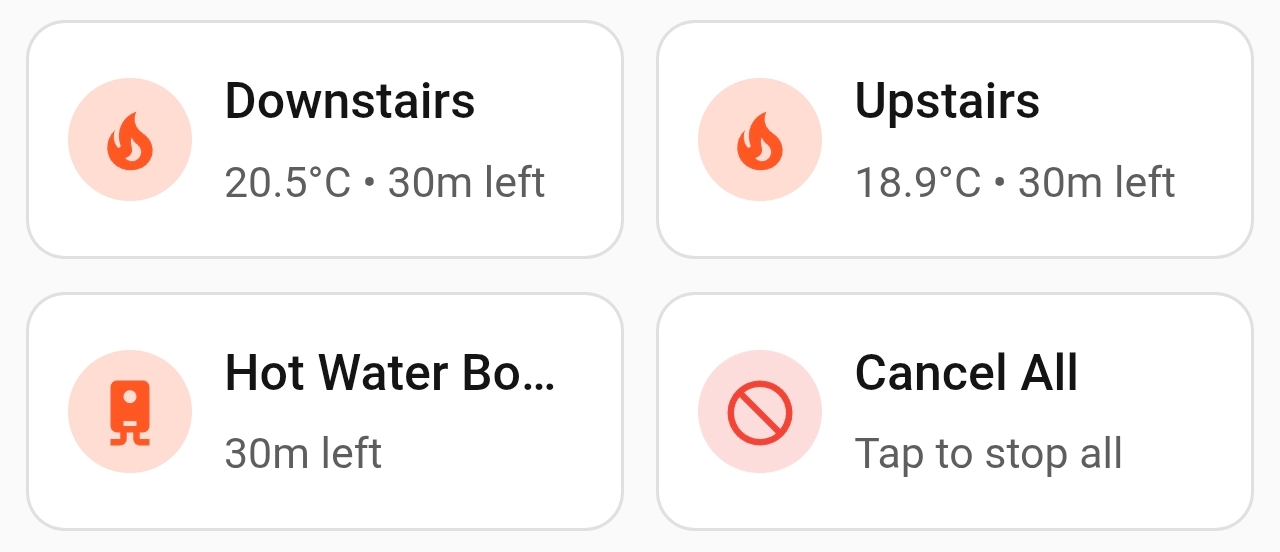 Downstairs
20.5°C • 30m left
Upstairs
18.9°C • 30m left
Hot Water Bo...
30m left
Cancel All
Tap to stop all